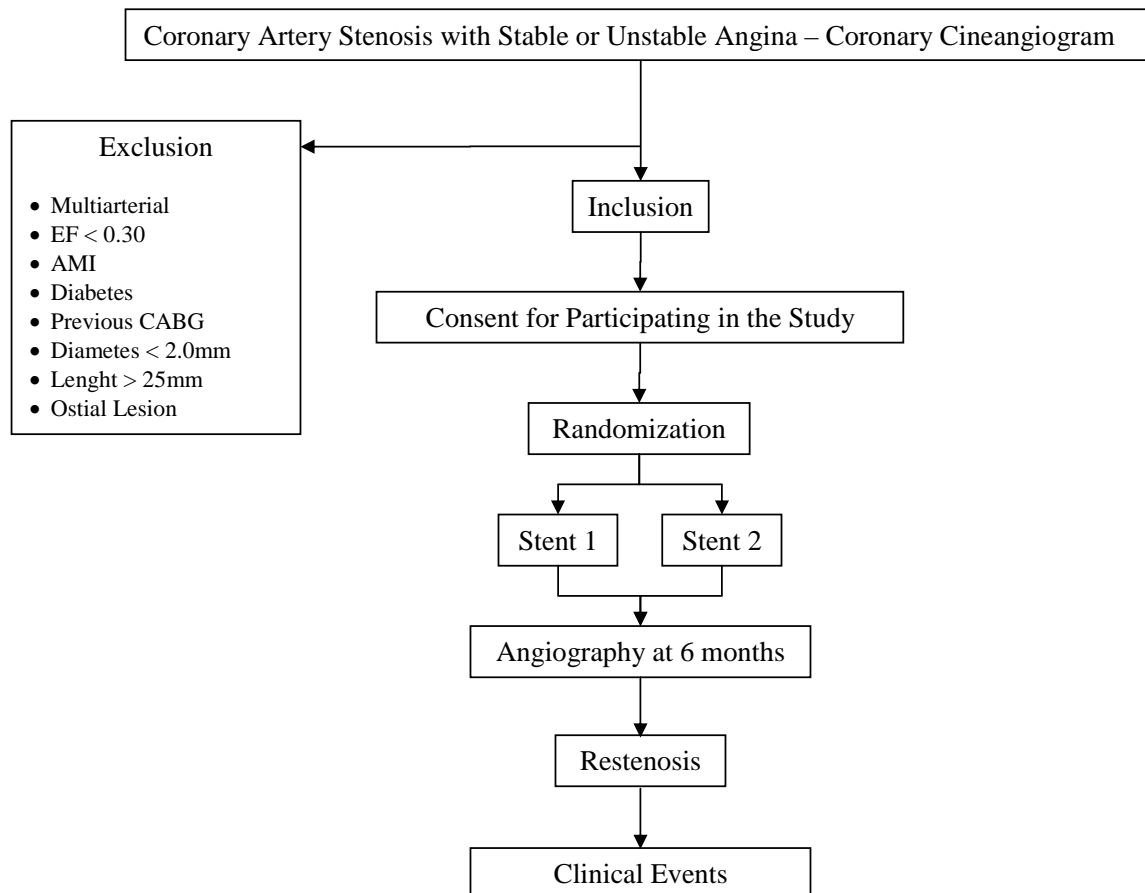 Coronary Artery Stenosis with Stable or Unstable Angina – Coronary Cineangiogram
Exclusion
• Multiarterial
• EF < 0.30
• AMI
• Diabetes
• Previous CABG
• Diametes < 2.0mm
• Lenght > 25mm
• Ostial Lesion
Inclusion
Consent for Participating in the Study
Randomization
Stent 1
Stent 2
Angiography at 6 months
Restenosis
Clinical Events